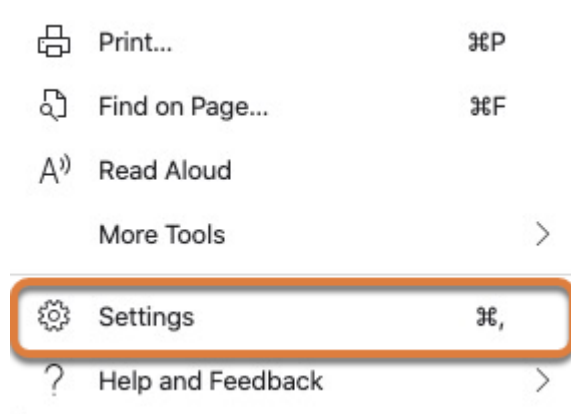 Print... ⌘P
Find on Page... ⌘F
A Read Aloud
More Tools
Settings ⌘,
? Help and Feedback